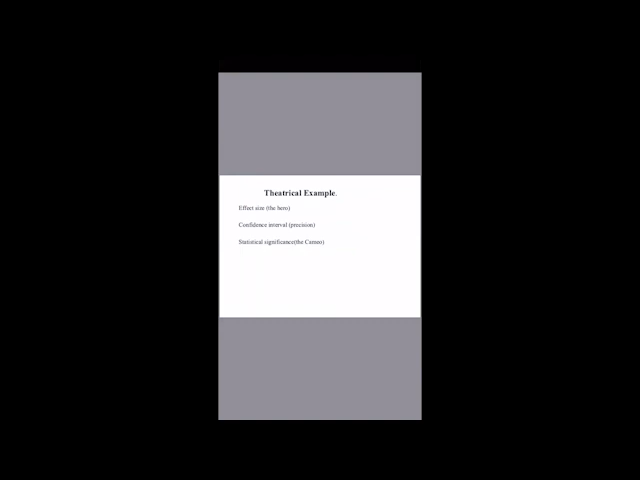 Theatrical Example.
Effect size (the hero)
Confidence interval (precision)
Statistical significance(the Cameo)